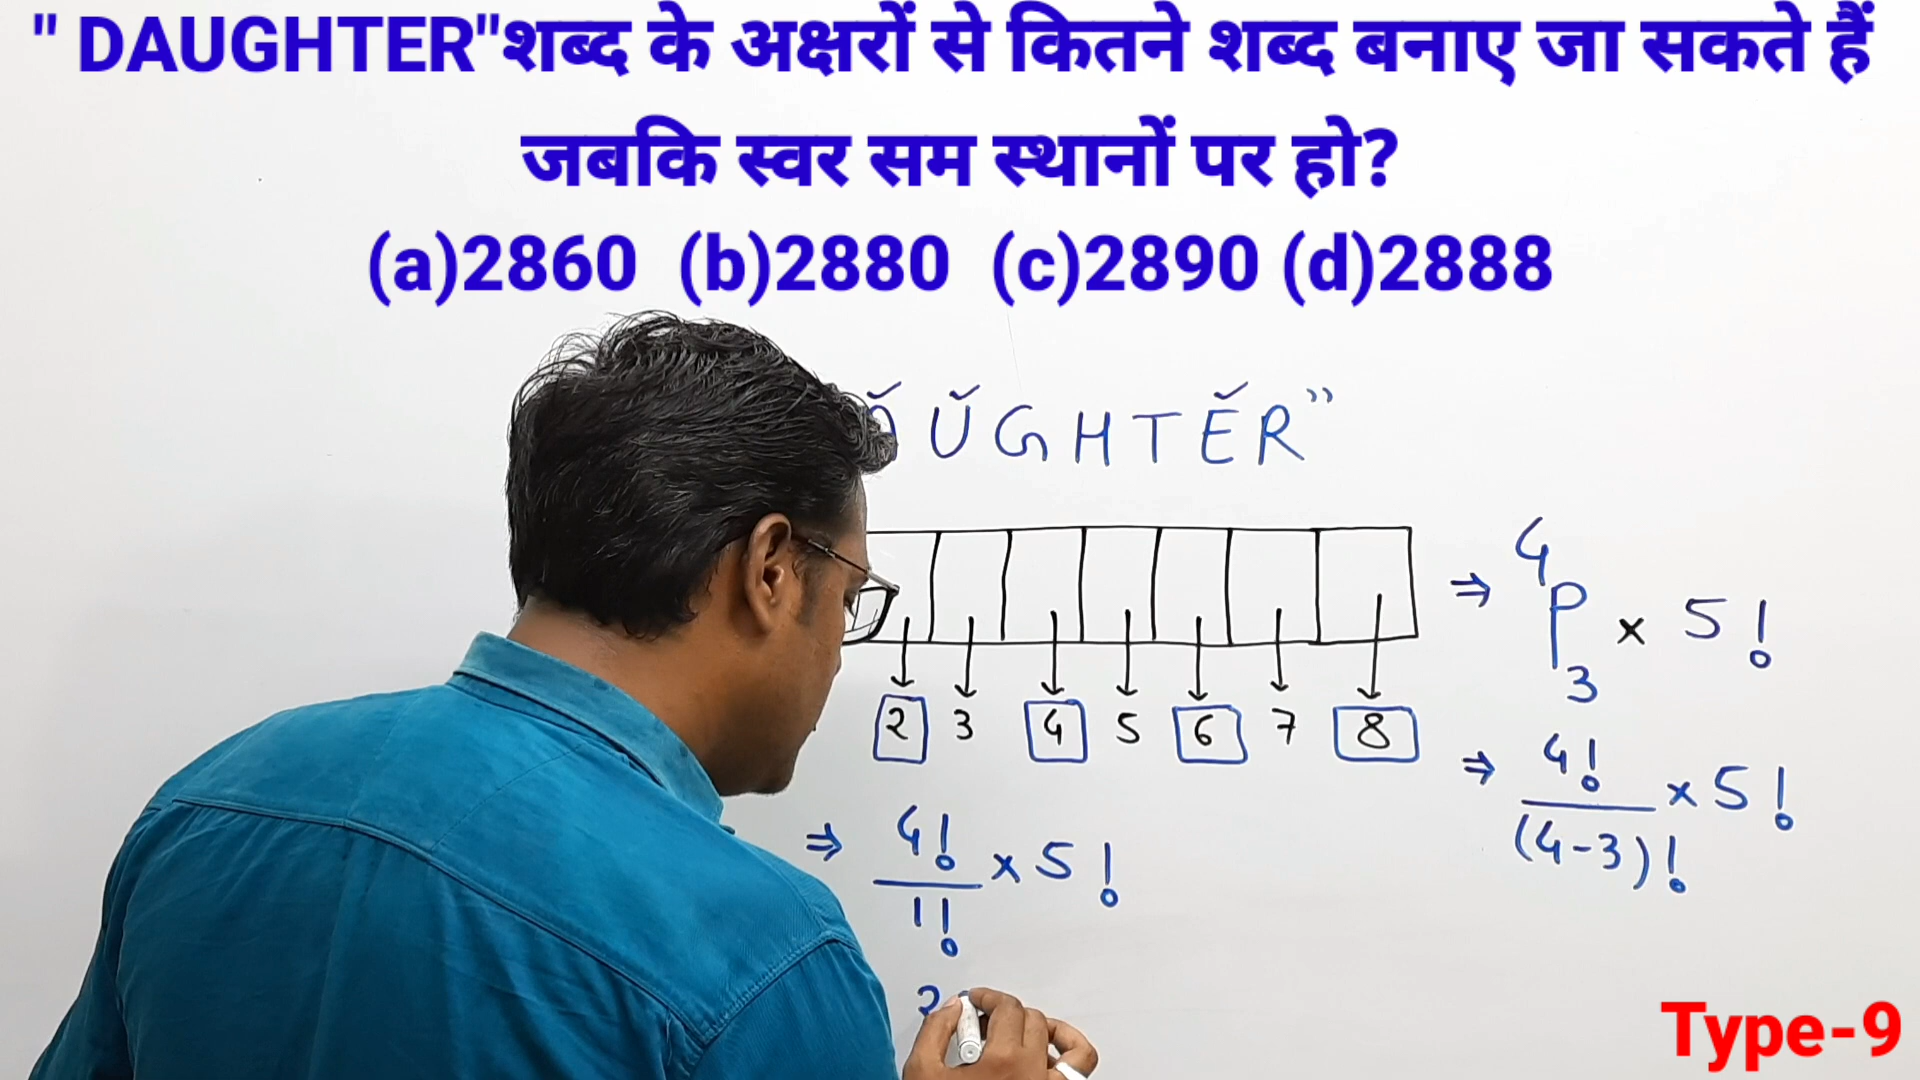 " DAUGHTER"शब्द के अक्षरों से कितने शब्द बनाए जा सकते हैं
जबकि स्वर सम स्थानों पर हो?
(a)2860 (b)2880 (c)2890 (d)2888
ŬGHTĔR”
⇒ ⁴P₃ × 5!
2 3 4 5 6 7 8
⇒ 4!/(4-3)! × 5!
⇒ 4!/1! × 5!
2
Type-9